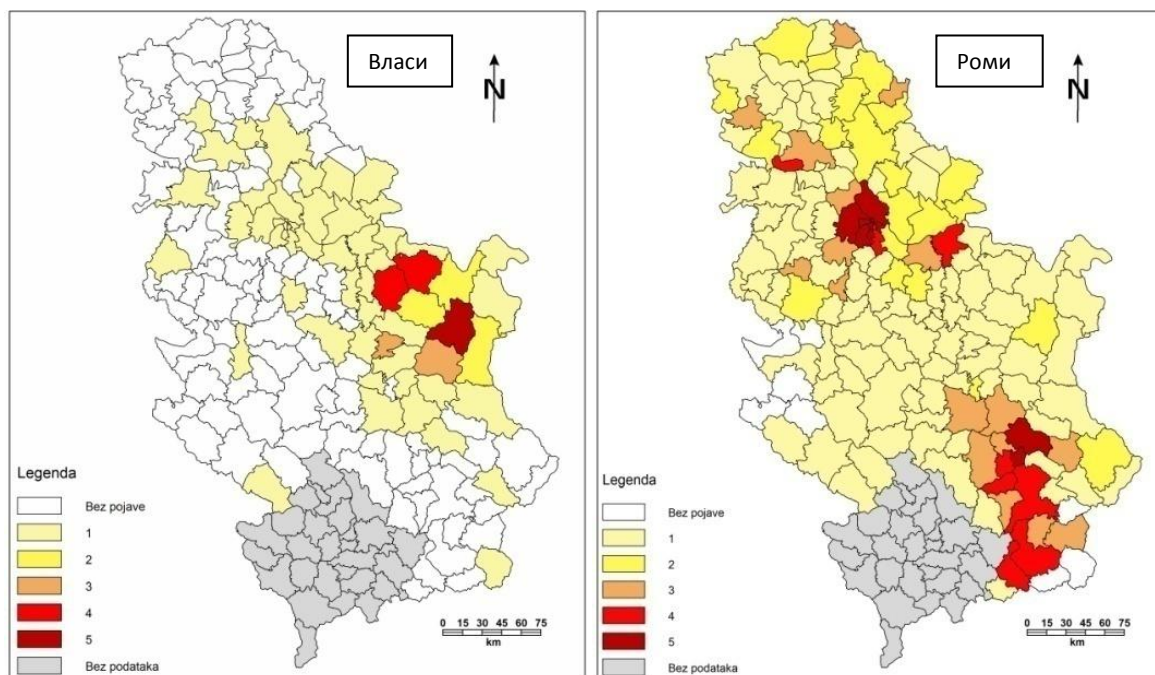 Власи
N
Legenda
Bez pojave
1
2
3
4
5
Bez podataka
0 15 30 45 60 75
km
Роми
N
Legenda
Bez pojave
1
2
3
4
5
Bez podataka
0 15 30 45 60 75
km